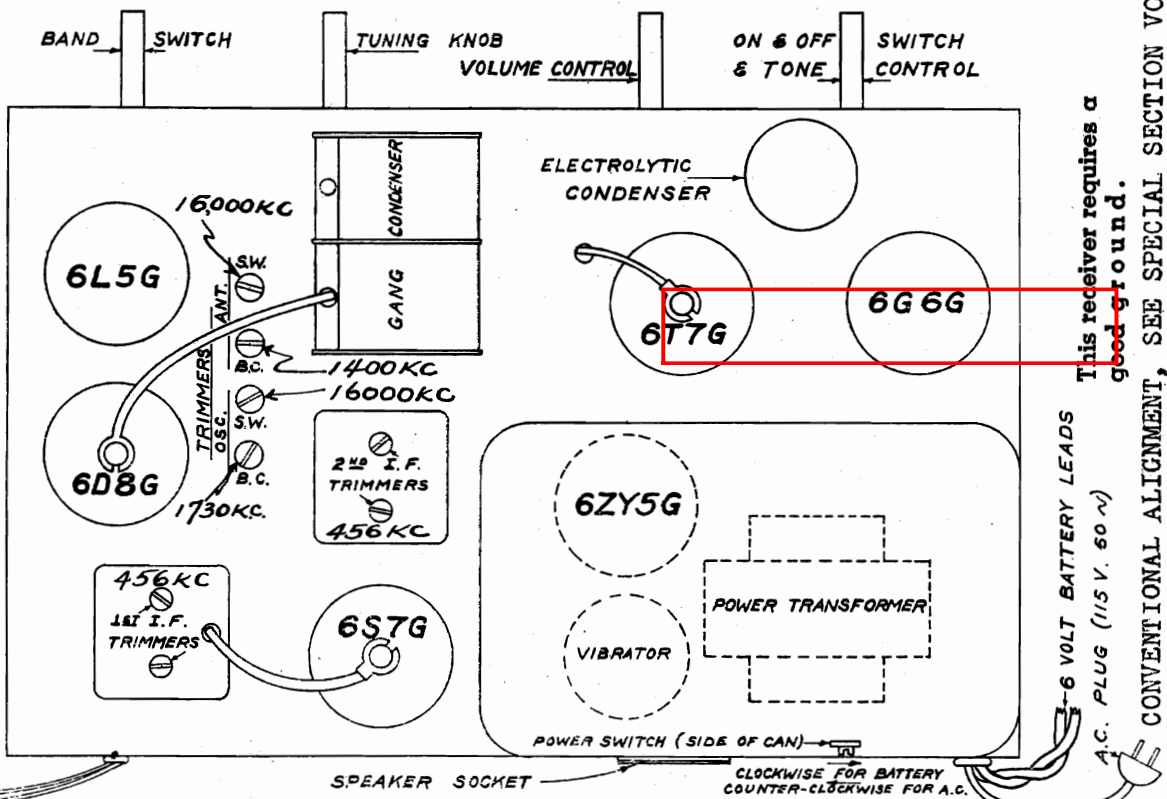 BAND SWITCH
TUNING KNOB
VOLUME CONTROL
ON & OFF SWITCH
& TONE CONTROL
ELECTROLYTIC
CONDENSER
GANG CONDENSER
16,000KC
6L5G
S.W.
TRIMMERS
ANT.
B.C.
1400KC
16000KC
OSC.
S.W.
B.C.
1730KC.
6D8G
6T7G
6G6G
2ND I.F.
TRIMMERS
456KC
456KC
1ST I.F.
TRIMMERS
6S7G
6ZY5G
POWER TRANSFORMER
VIBRATOR
POWER SWITCH (SIDE OF CAN)
SPEAKER SOCKET
CLOCKWISE FOR BATTERY
COUNTER-CLOCKWISE FOR A.C.
6 VOLT BATTERY LEADS
A.C. PLUG (115 V. 60 ~)
This receiver requires a
good ground.
CONVENTIONAL ALIGNMENT, SEE SPECIAL SECTION VO